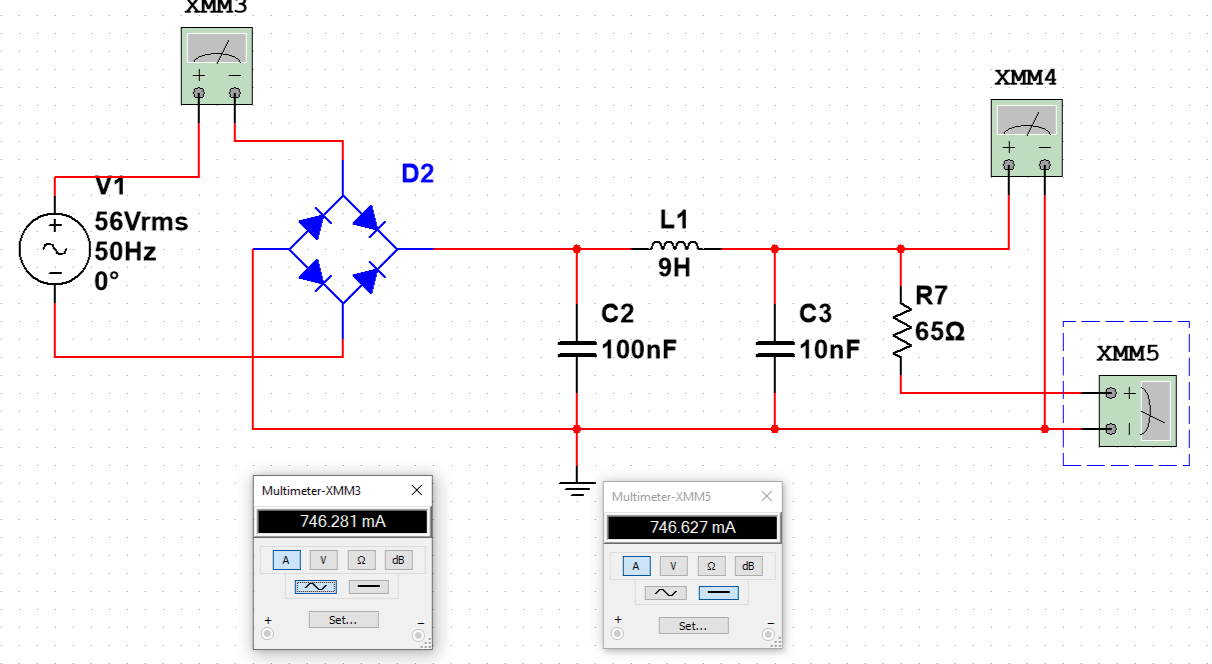 XMM3
XMM4
D2
V1
56Vrms
50Hz
0°
L1
9H
C2
100nF
C3
10nF
R7
65Ω
XMM5
Multimeter-XMM3
746.281 mA
A V Ω dB
Set...
+ −
Multimeter-XMM5
746.627 mA
A V Ω dB
Set...
+ −